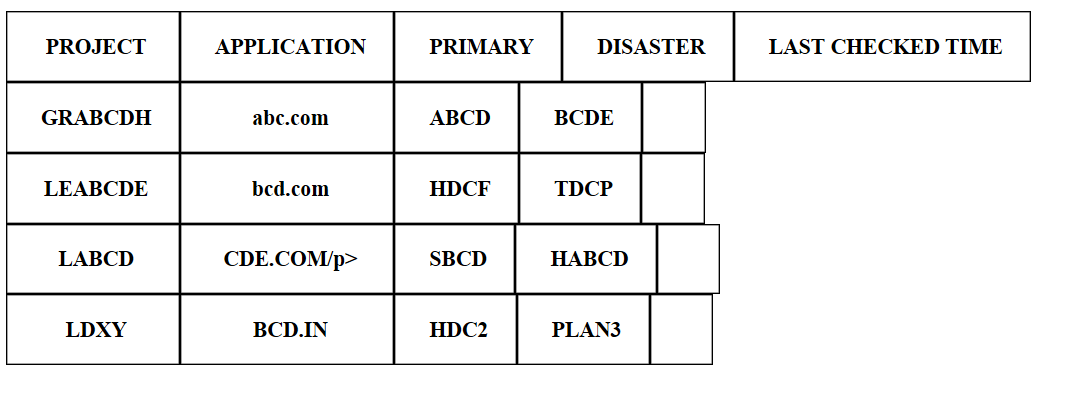 PROJECT APPLICATION PRIMARY DISASTER LAST CHECKED TIME
GRABCDH abc.com ABCD BCDE
LEABCDE bcd.com HDCF TDCP
LABCD CDE.COM/p> SBCD HABCD
LDXY BCD.IN HDC2 PLAN3